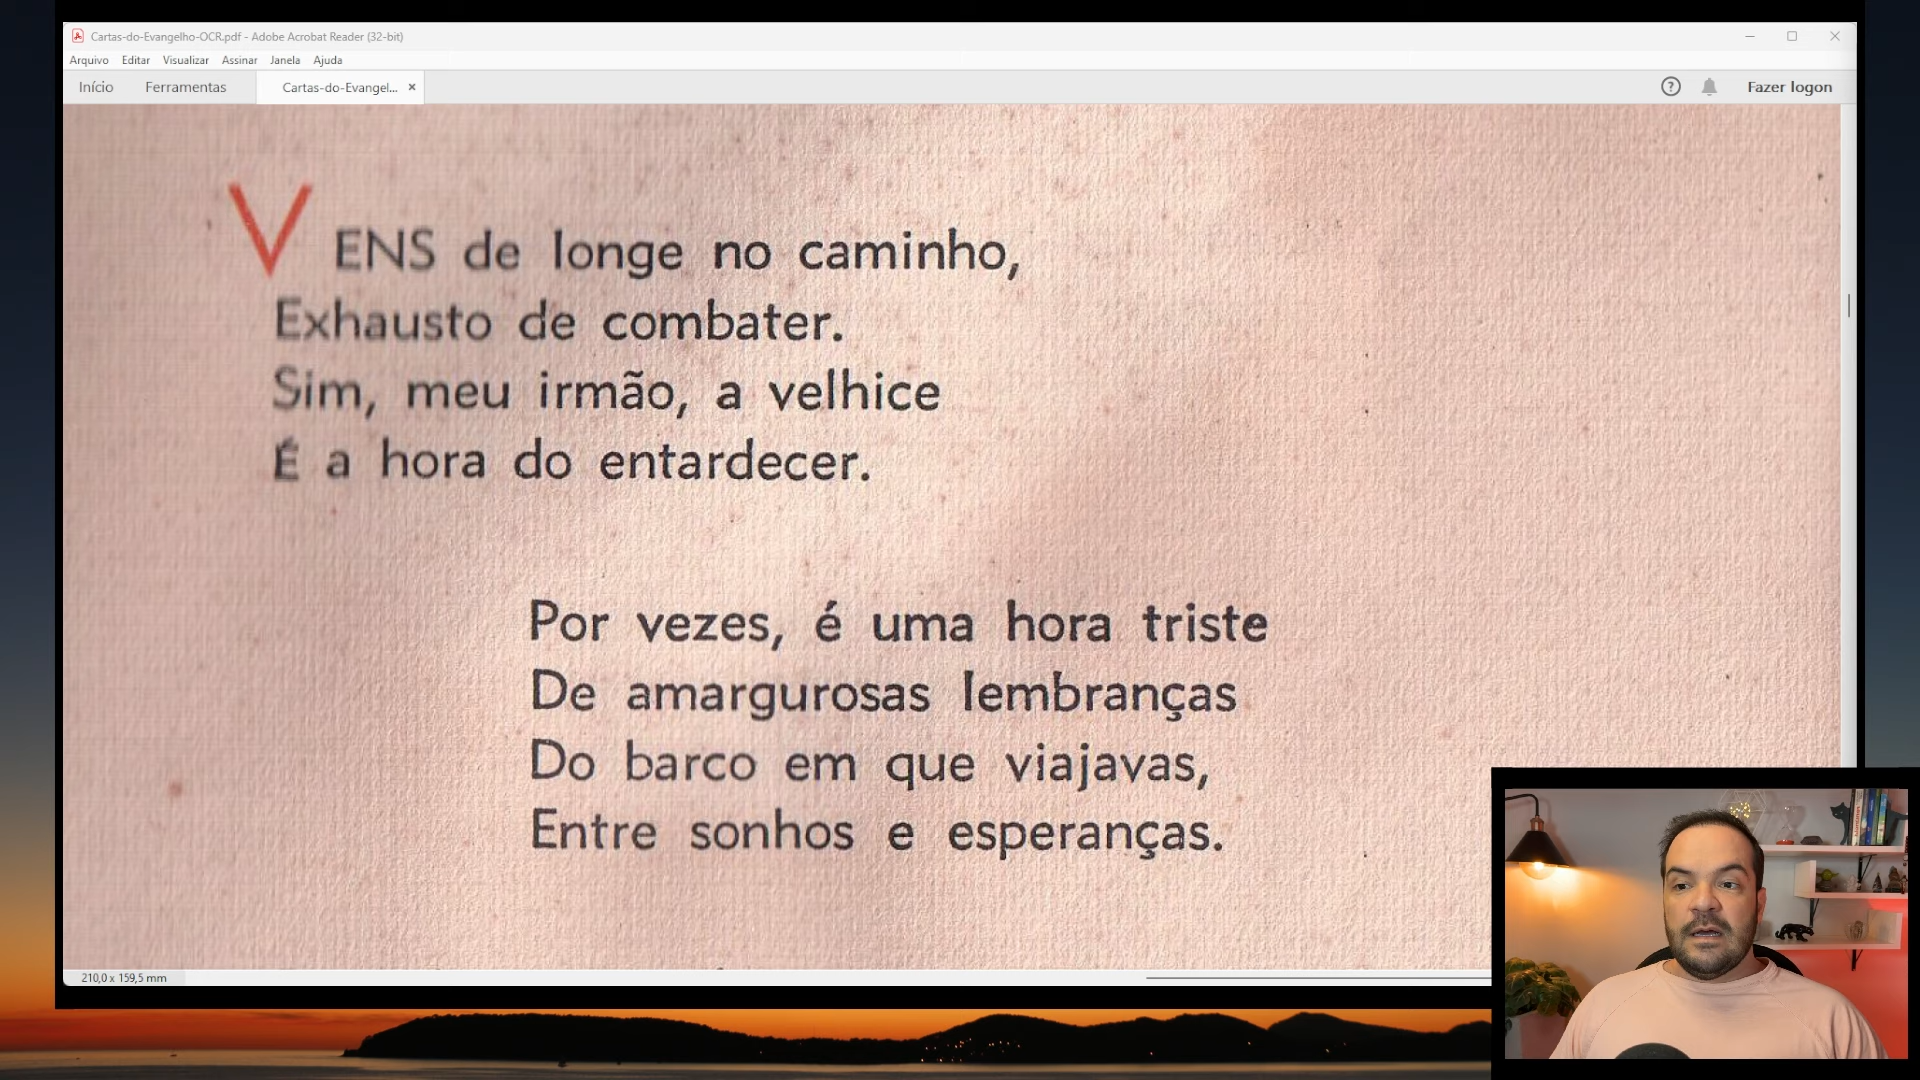 Cartas-do-Evangelho-OCR.pdf - Adobe Acrobat Reader (32-bit)
Arquivo Editar Visualizar Assinar Janela Ajuda
Início Ferramentas Cartas-do-Evangel... × ? Fazer logon
VENS de longe no caminho,
Exhausto de combater.
Sim, meu irmão, a velhice
É a hora do entardecer.
Por vezes, é uma hora triste
De amargurosas lembranças
Do barco em que viajavas,
Entre sonhos e esperanças.
210,0 x 159,5 mm